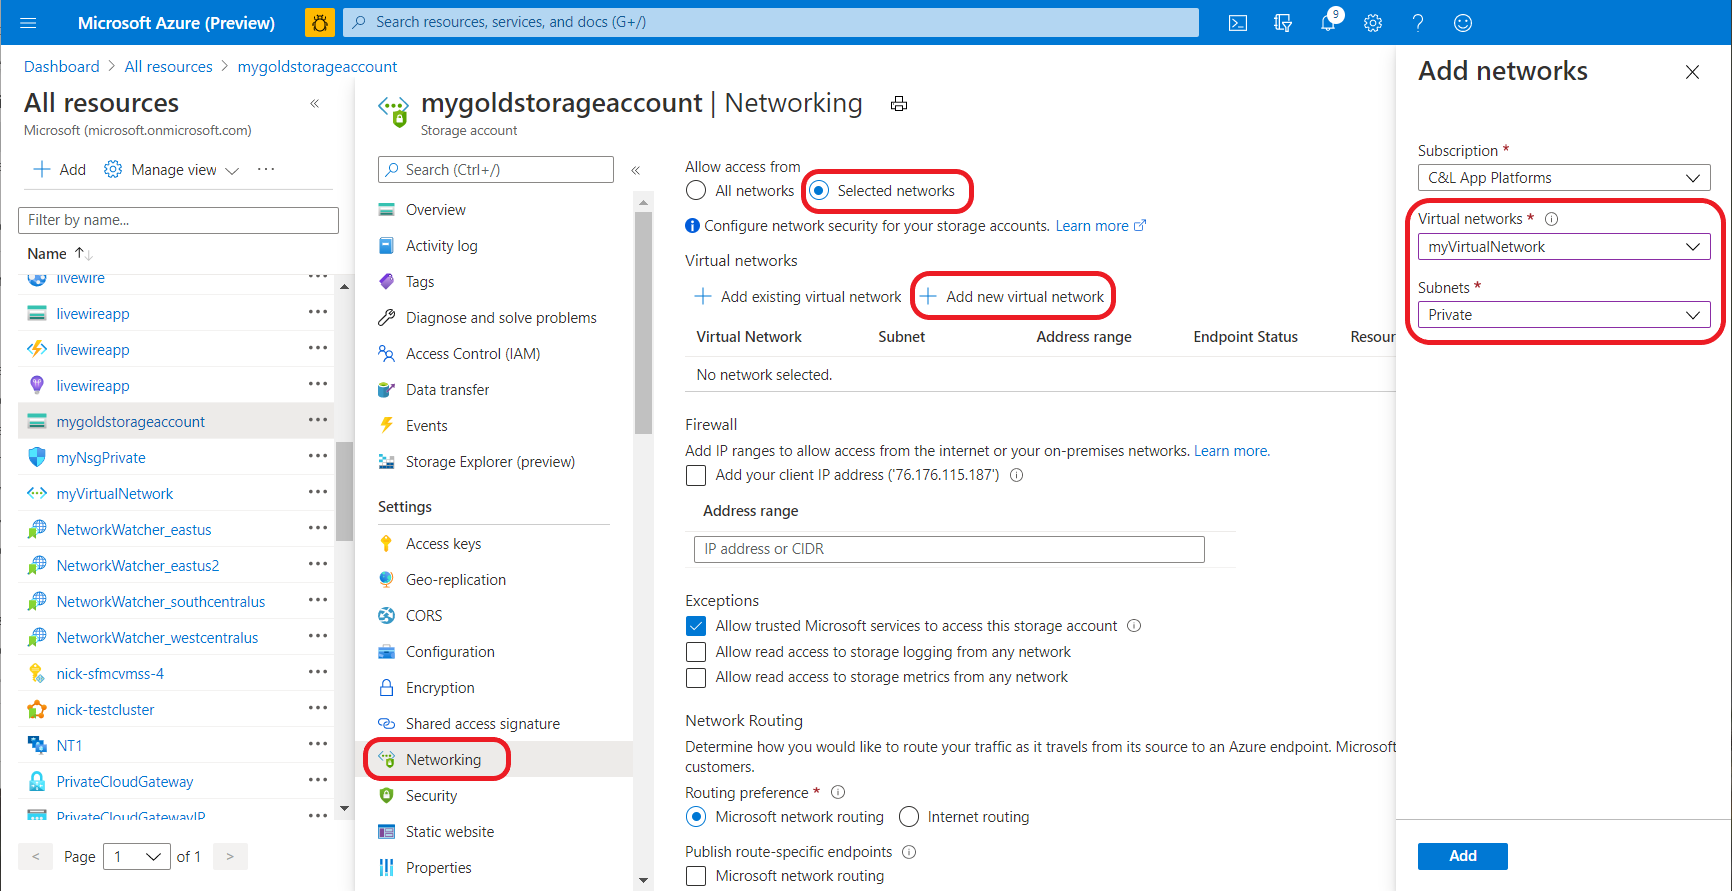 Microsoft Azure (Preview)
Search resources, services, and docs (G+/)
9
Dashboard > All resources > mygoldstorageaccount
All resources
Microsoft (microsoft.onmicrosoft.com)
Add
Manage view
Filter by name...
Name
livewire
livewireapp
livewireapp
livewireapp
mygoldstorageaccount
myNsgPrivate
myVirtualNetwork
NetworkWatcher_eastus
NetworkWatcher_eastus2
NetworkWatcher_southcentralus
NetworkWatcher_westcentralus
nick-sfmcvmss-4
nick-testcluster
NT1
PrivateCloudGateway
PrivateCloudGatewayIP
< Page 1 of 1 >
mygoldstorageaccount | Networking
Storage account
Search (Ctrl+/)
Overview
Activity log
Tags
Diagnose and solve problems
Access Control (IAM)
Data transfer
Events
Storage Explorer (preview)
Settings
Access keys
Geo-replication
CORS
Configuration
Encryption
Shared access signature
Networking
Security
Static website
Properties
Allow access from
All networks
Selected networks
Configure network security for your storage accounts. Learn more
Virtual networks
Add existing virtual network
Add new virtual network
Virtual Network Subnet Address range Endpoint Status Resour
No network selected.
Firewall
Add IP ranges to allow access from the internet or your on-premises networks. Learn more.
Add your client IP address ('76.176.115.187')
Address range
IP address or CIDR
Exceptions
Allow trusted Microsoft services to access this storage account
Allow read access to storage logging from any network
Allow read access to storage metrics from any network
Network Routing
Determine how you would like to route your traffic as it travels from its source to an Azure endpoint. Microsoft
customers.
Routing preference *
Microsoft network routing
Internet routing
Publish route-specific endpoints
Microsoft network routing
Add networks
Subscription *
C&L App Platforms
Virtual networks *
myVirtualNetwork
Subnets *
Private
Add